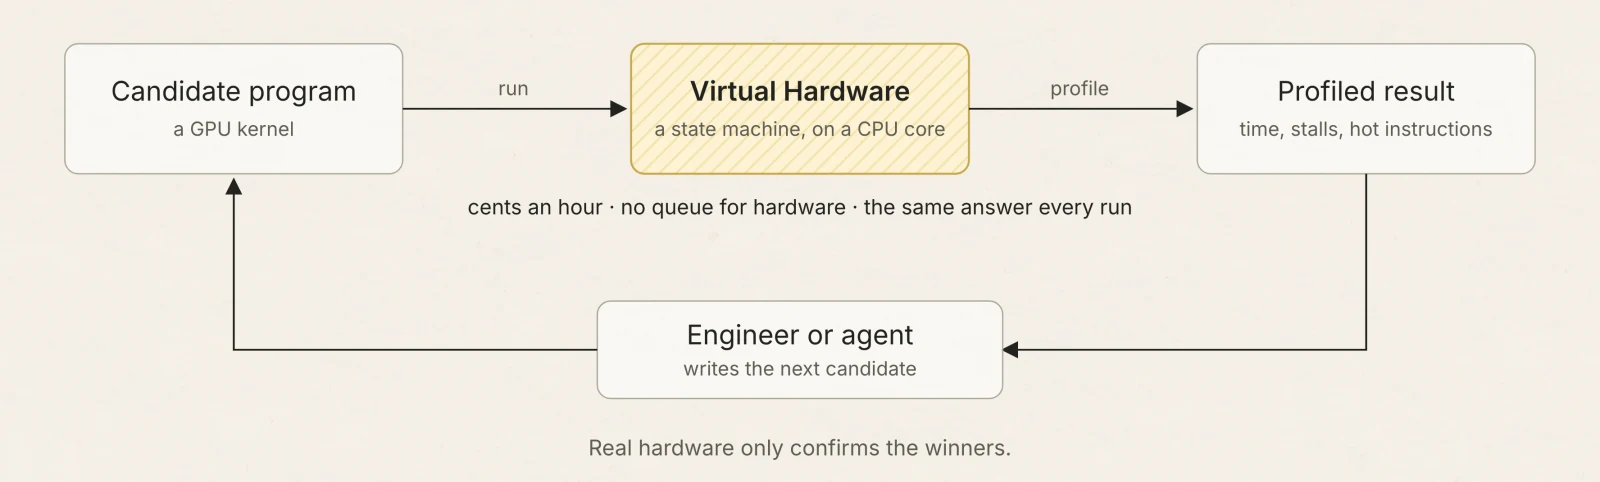 Candidate program
a GPU kernel
run
Virtual Hardware
a state machine, on a CPU core
profile
Profiled result
time, stalls, hot instructions
cents an hour · no queue for hardware · the same answer every run
Engineer or agent
writes the next candidate
Real hardware only confirms the winners.